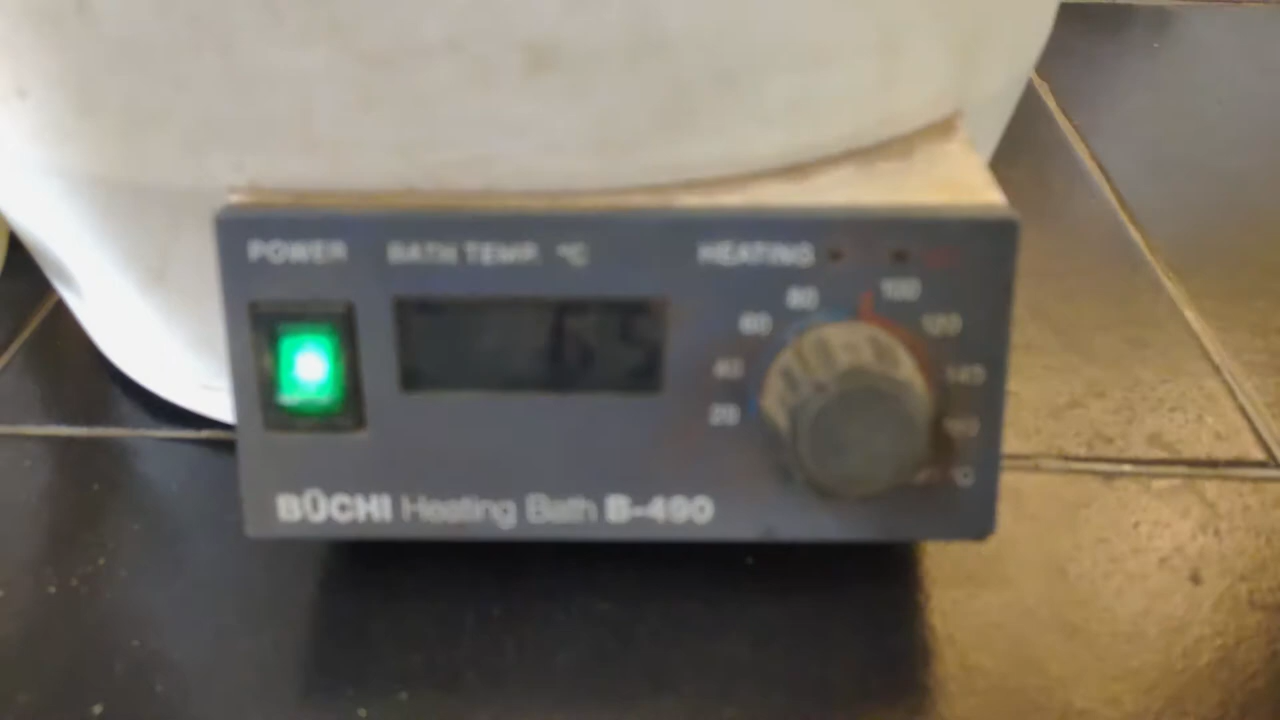 POWER BATH TEMP. °C HEATING
80 100
60 120
40 140
20
°C
BÜCHI Heating Bath B-490